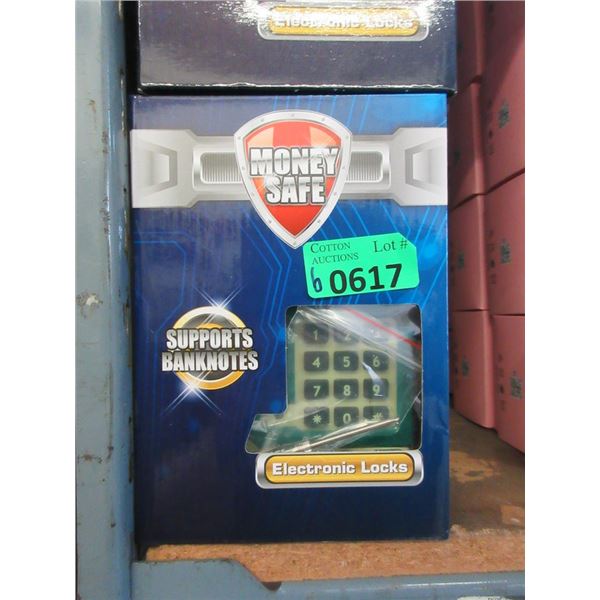 Electronic Locks
MONEY
SAFE
COTTON
AUCTIONS
Lot #
6 0617
SUPPORTS
BANKNOTES
1 2
4 5 6
7 8 9
* 0 *
Electronic Locks